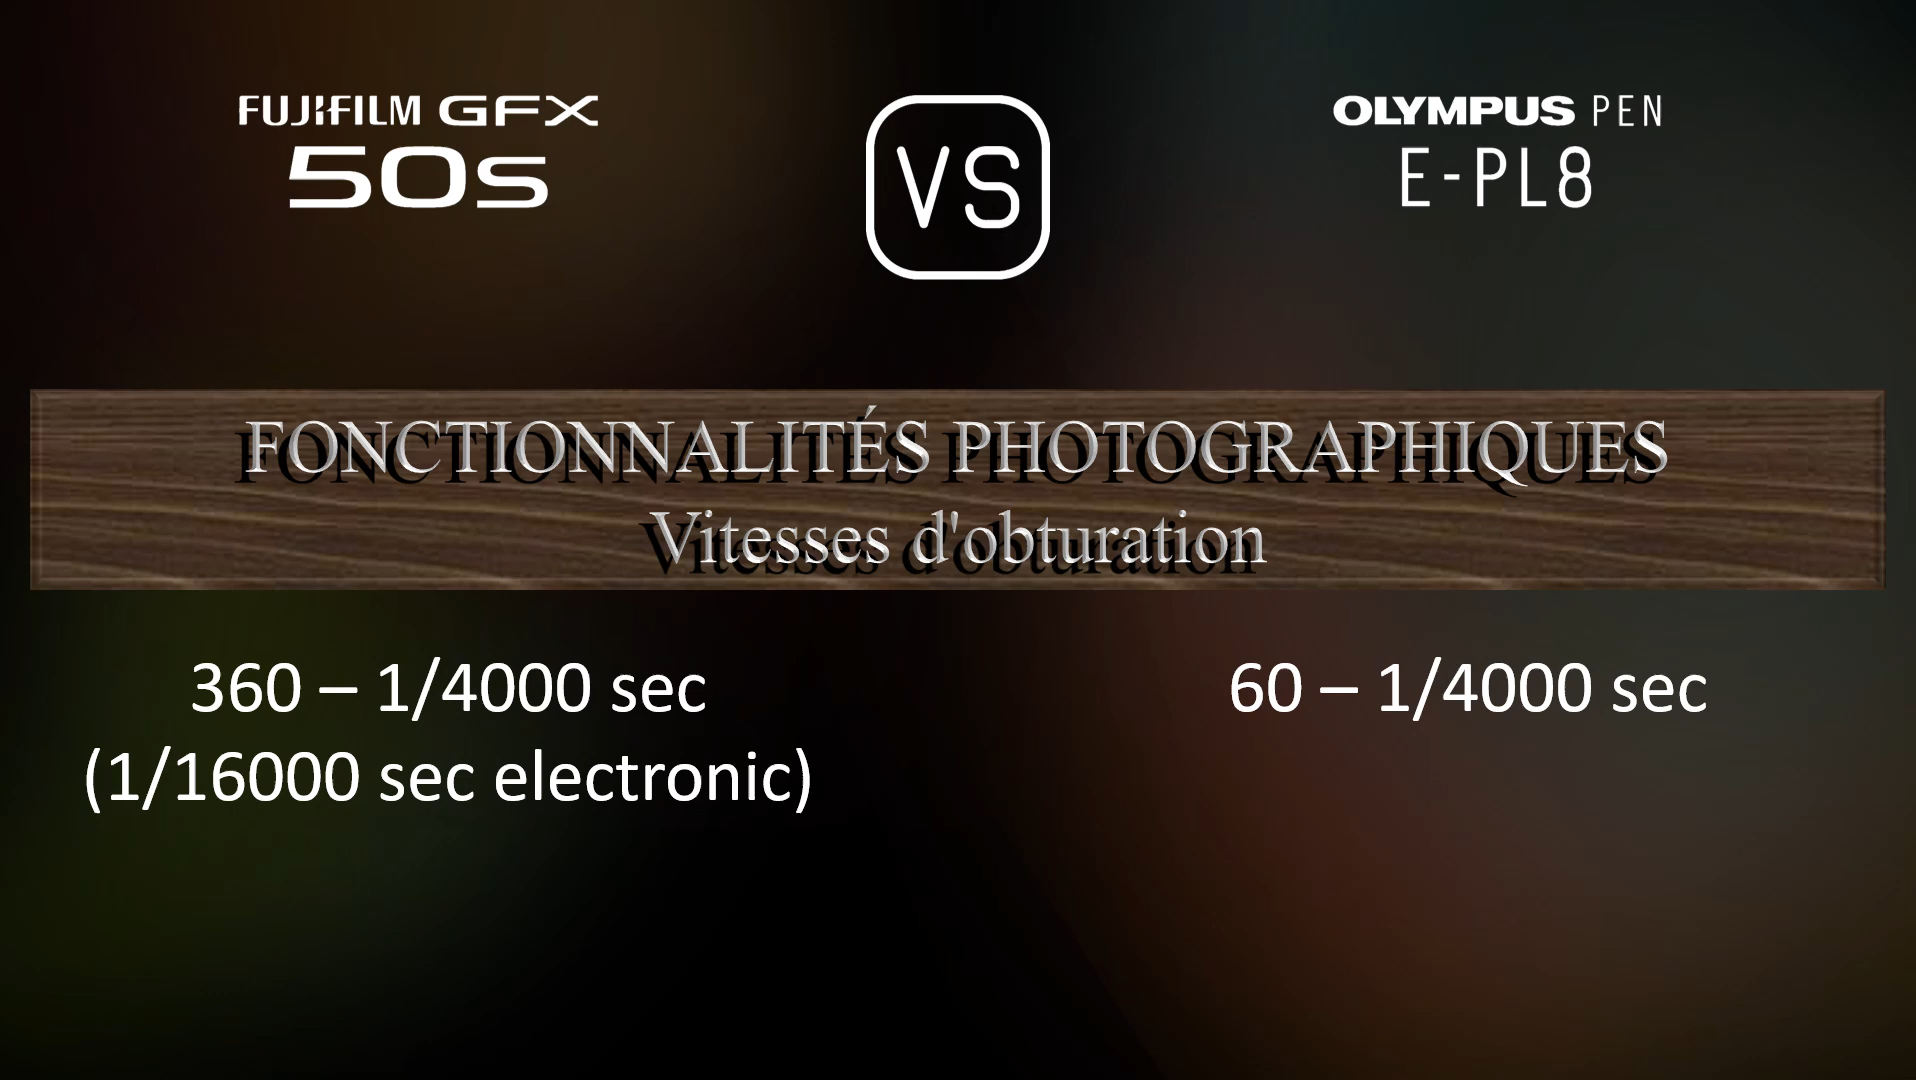 FUJIFILM GFX
50S
VS
OLYMPUS PEN
E-PL8
FONCTIONNALITÉS PHOTOGRAPHIQUES
Vitesses d'obturation
360 – 1/4000 sec
(1/16000 sec electronic)
60 – 1/4000 sec